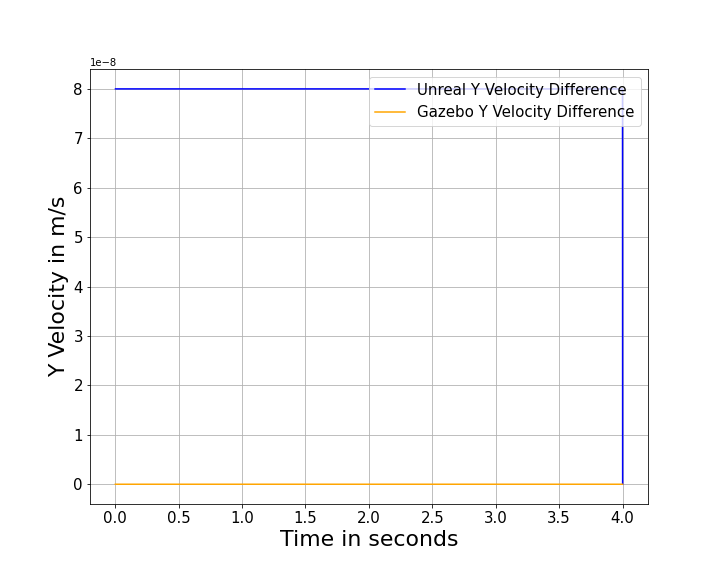 1e−8
Unreal Y Velocity Difference
Gazebo Y Velocity Difference
8
7
6
5
4
3
2
1
0
Y Velocity in m/s
0.0 0.5 1.0 1.5 2.0 2.5 3.0 3.5 4.0
Time in seconds